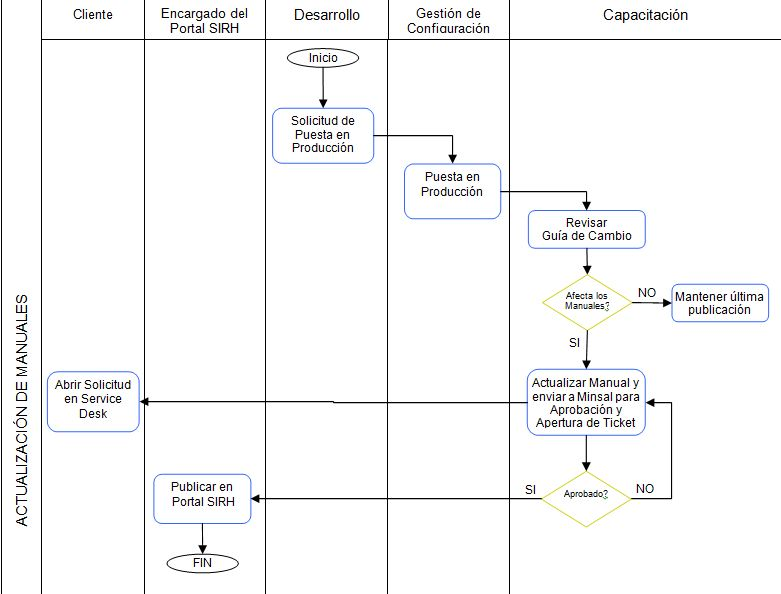 Cliente
Encargado del
Portal SIRH
Desarrollo
Gestión de
Configuración
Capacitación
ACTUALIZACIÓN DE MANUALES
Inicio
Solicitud de
Puesta en
Producción
Puesta en
Producción
Revisar
Guía de Cambio
Afecta los
Manuales?
NO
Mantener última
publicación
SI
Actualizar Manual y
enviar a Minsal para
Aprobación y
Apertura de Ticket
Abrir Solicitud
en Service
Desk
Aprobado?
NO
SI
Publicar en
Portal SIRH
FIN